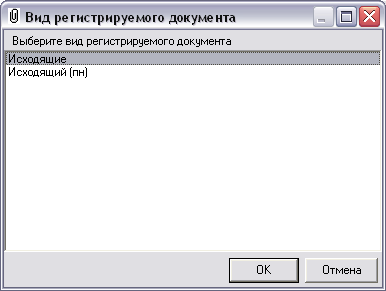 Вид регистрируемого документа
Выберите вид регистрируемого документа
Исходящие
Исходящий (пн)
OK
Отмена